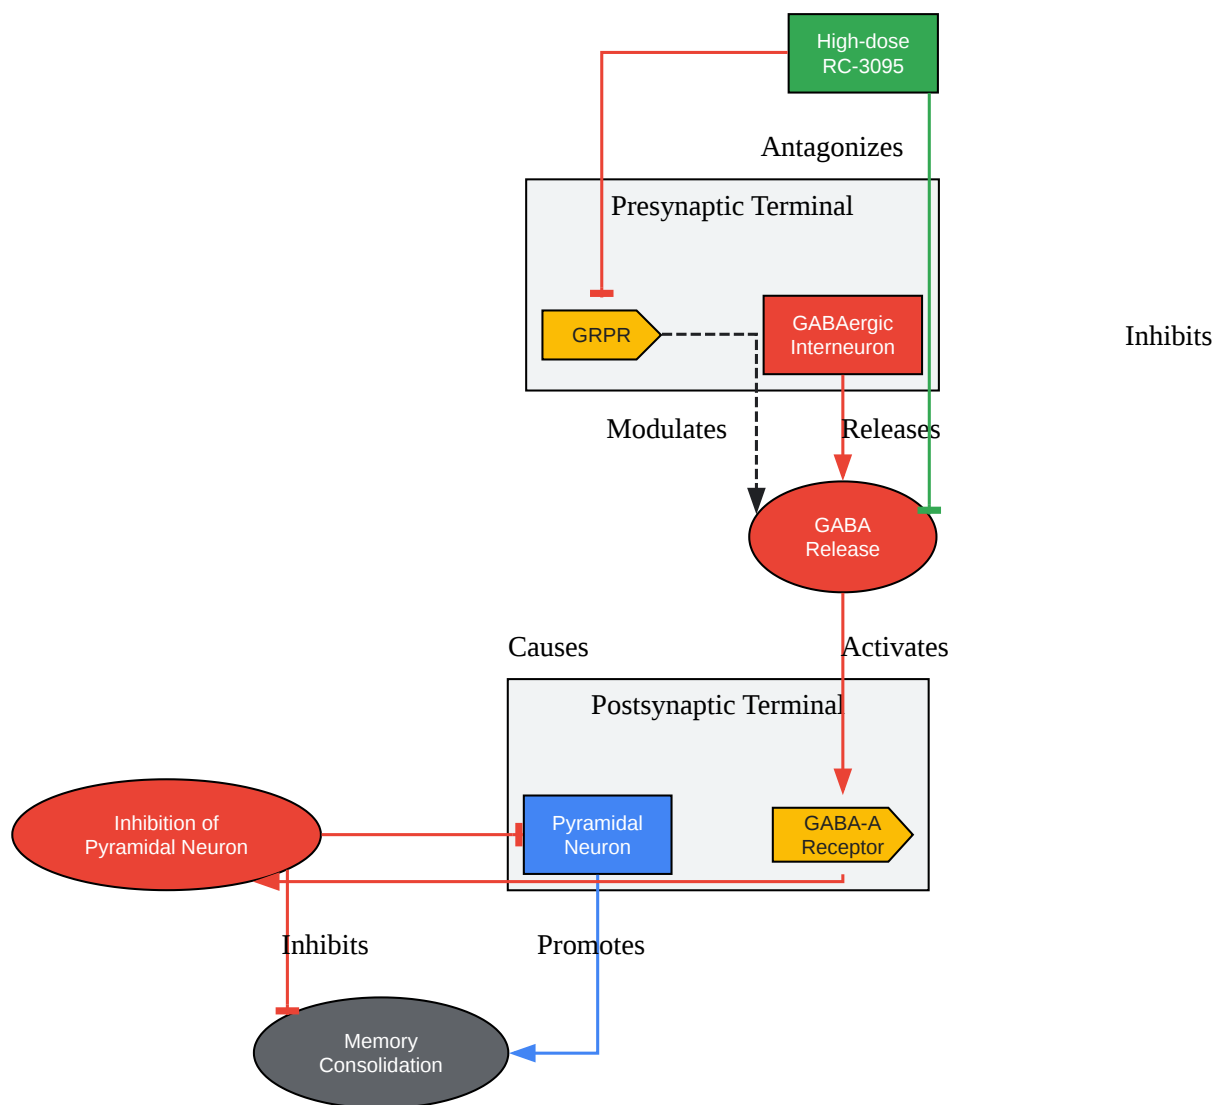 High-dose
RC-3095
Antagonizes
Presynaptic Terminal
GRPR
GABAergic
Interneuron
Inhibits
Modulates
Releases
GABA
Release
Causes
Activates
Postsynaptic Terminal
Inhibition of
Pyramidal Neuron
Pyramidal
Neuron
GABA-A
Receptor
Inhibits
Promotes
Memory
Consolidation